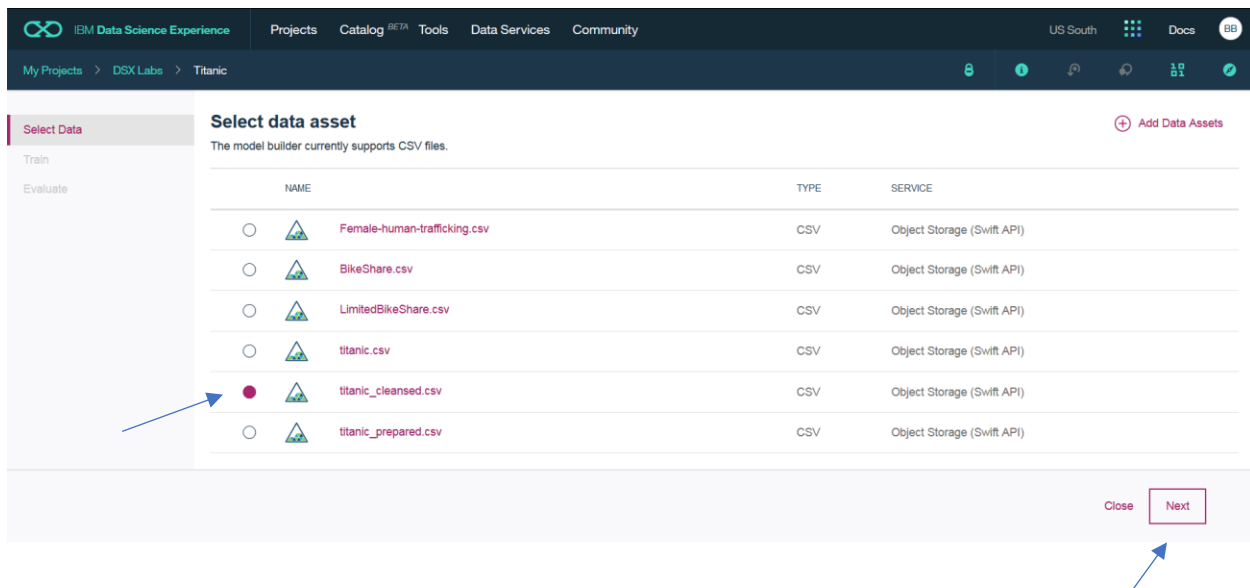 IBM Data Science Experience Projects Catalog BETA Tools Data Services Community US South Docs BB
My Projects > DSX Labs > Titanic
Select Data
Train
Evaluate
Select data asset
Add Data Assets
The model builder currently supports CSV files.
NAME TYPE SERVICE
Female-human-trafficking.csv CSV Object Storage (Swift API)
BikeShare.csv CSV Object Storage (Swift API)
LimitedBikeShare.csv CSV Object Storage (Swift API)
titanic.csv CSV Object Storage (Swift API)
titanic_cleansed.csv CSV Object Storage (Swift API)
titanic_prepared.csv CSV Object Storage (Swift API)
Close Next